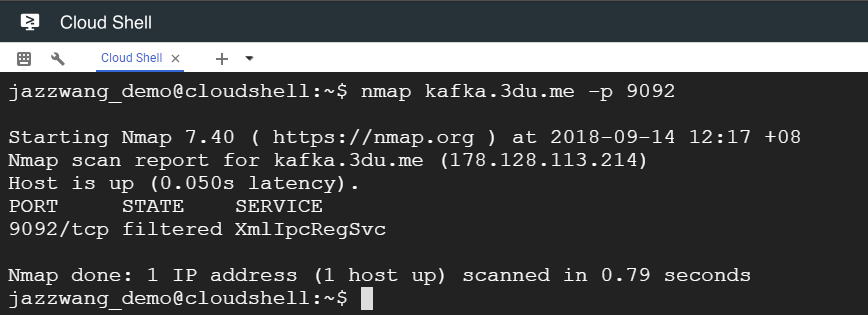 Cloud Shell
Cloud Shell
jazzwang_demo@cloudshell:~$ nmap kafka.3du.me -p 9092
Starting Nmap 7.40 ( https://nmap.org ) at 2018-09-14 12:17 +08
Nmap scan report for kafka.3du.me (178.128.113.214)
Host is up (0.050s latency).
PORT     STATE    SERVICE
9092/tcp filtered XmlIpcRegSvc
Nmap done: 1 IP address (1 host up) scanned in 0.79 seconds
jazzwang_demo@cloudshell:~$